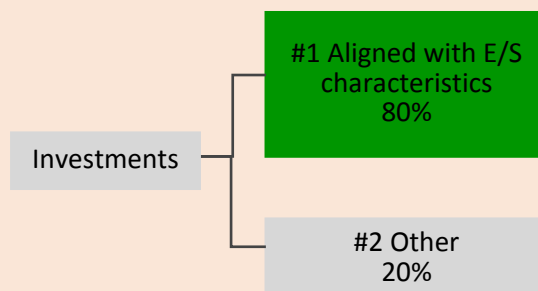 #1 Aligned with E/S
characteristics
80%
Investments
#2 Other
20%